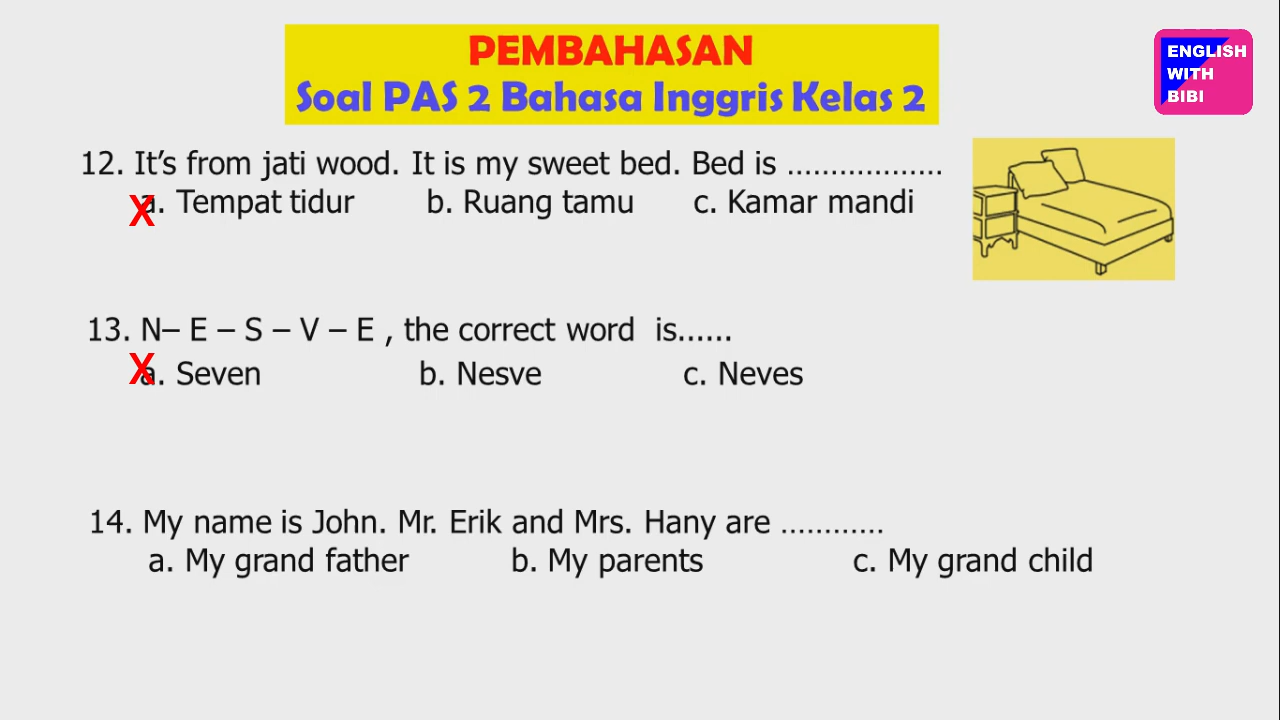 PEMBAHASAN
Soal PAS 2 Bahasa Inggris Kelas 2
ENGLISH
WITH
BIBI
12. It's from jati wood. It is my sweet bed. Bed is ..................
X a. Tempat tidur b. Ruang tamu c. Kamar mandi
13. N– E – S – V – E , the correct word is......
X a. Seven b. Nesve c. Neves
14. My name is John. Mr. Erik and Mrs. Hany are ............
a. My grand father b. My parents c. My grand child